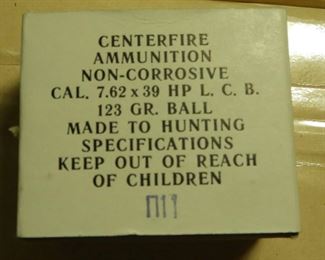 CENTERFIRE
AMMUNITION
NON-CORROSIVE
CAL. 7.62 x 39 HP L. C. B.
123 GR. BALL
MADE TO HUNTING
SPECIFICATIONS
KEEP OUT OF REACH
OF CHILDREN